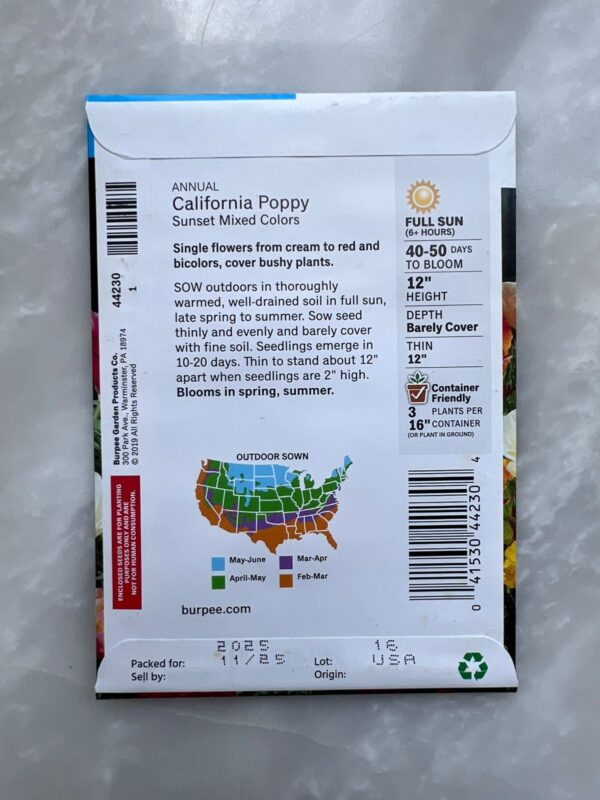 ANNUAL
California Poppy
Sunset Mixed Colors
Single flowers from cream to red and
bicolors, cover bushy plants.
SOW outdoors in thoroughly
warmed, well-drained soil in full sun,
late spring to summer. Sow seed
thinly and evenly and barely cover
with fine soil. Seedlings emerge in
10-20 days. Thin to stand about 12"
apart when seedlings are 2" high.
Blooms in spring, summer.
FULL SUN
(6+ HOURS)
40-50 DAYS
TO BLOOM
12"
HEIGHT
DEPTH
Barely Cover
THIN
12"
Container
Friendly
3 PLANTS PER
16" CONTAINER
(OR PLANT IN GROUND)
44230
1
Burpee Garden Products Co.
300 Park Ave., Warminster, PA 18974
© 2019 All Rights Reserved
ENCLOSED SEEDS ARE FOR PLANTING
PURPOSES ONLY AND ARE
NOT FOR HUMAN CONSUMPTION.
OUTDOOR SOWN
May-June
Mar-Apr
April-May
Feb-Mar
burpee.com
0 41530 44230 4
2025
16
Packed for: 11/25
Lot: USA
Sell by:
Origin: